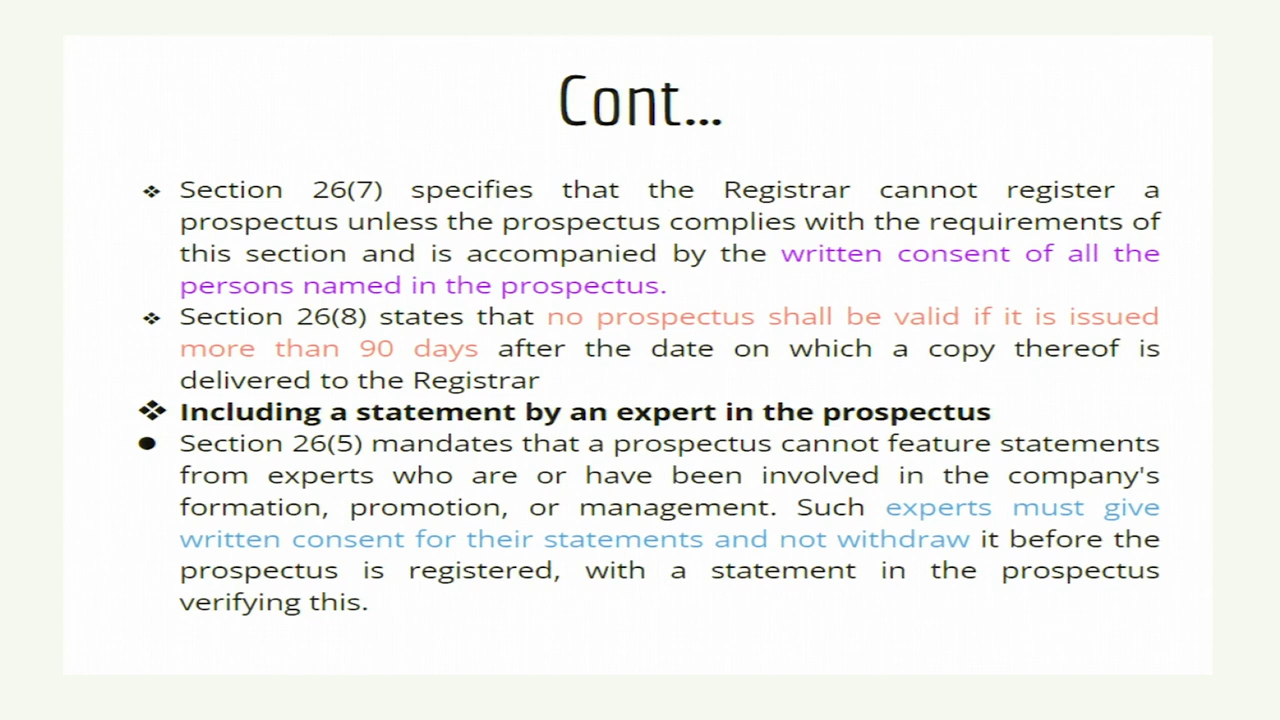 Cont...
Section 26(7) specifies that the Registrar cannot register a
prospectus unless the prospectus complies with the requirements of
this section and is accompanied by the written consent of all the
persons named in the prospectus.
Section 26(8) states that no prospectus shall be valid if it is issued
more than 90 days after the date on which a copy thereof is
delivered to the Registrar
Including a statement by an expert in the prospectus
Section 26(5) mandates that a prospectus cannot feature statements
from experts who are or have been involved in the company's
formation, promotion, or management. Such experts must give
written consent for their statements and not withdraw it before the
prospectus is registered, with a statement in the prospectus
verifying this.